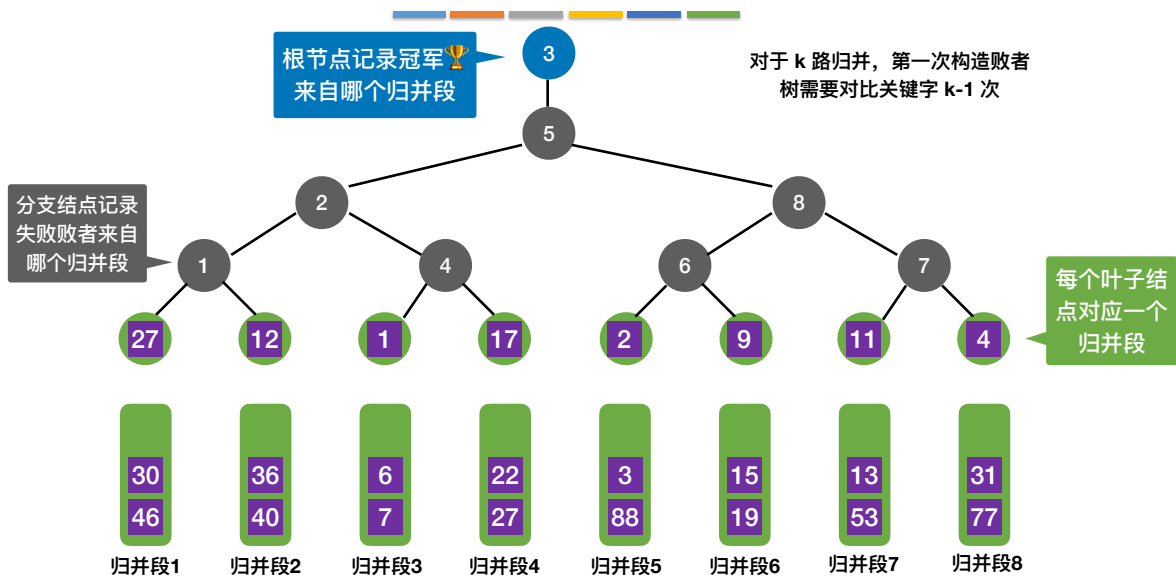 根节点记录冠军🏆
来自哪个归并段
3
对于 k 路归并，第一次构造败者
树需要对比关键字 k-1 次
5
分支结点记录
失败败者来自
哪个归并段
2
8
1
4
6
7
每个叶子结
点对应一个
归并段
27 12 1 17 2 9 11 4
30 36 6 22 3 15 13 31
46 40 7 27 88 19 53 77
归并段1 归并段2 归并段3 归并段4 归并段5 归并段6 归并段7 归并段8